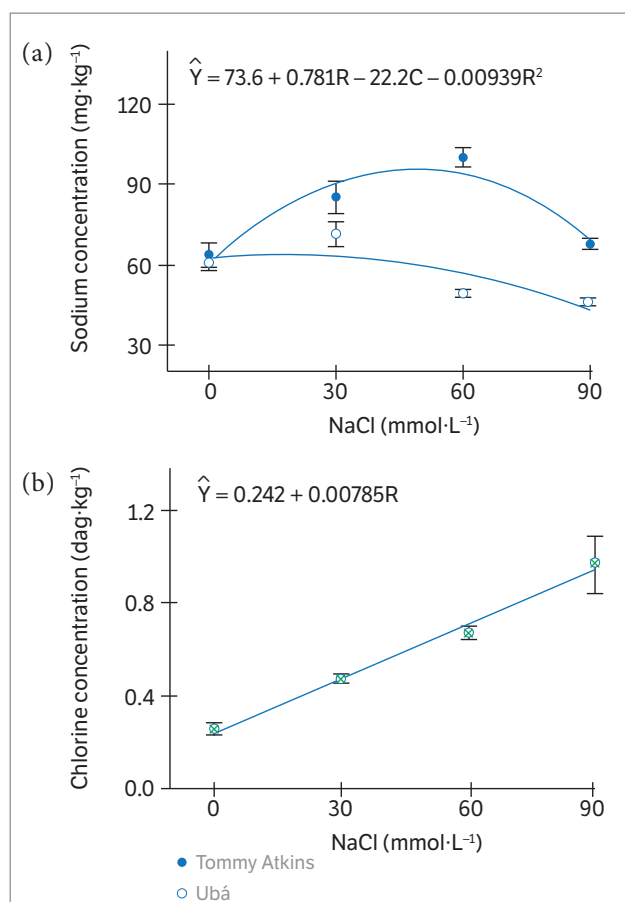 (a)
Ŷ = 73.6 + 0.781R – 22.2C – 0.00939R²
Sodium concentration (mg·kg⁻¹)
120
90
60
30
0 30 60 90
NaCl (mmol·L⁻¹)
(b)
Ŷ = 0.242 + 0.00785R
Chlorine concentration (dag·kg⁻¹)
1.2
0.8
0.4
0.0
0 30 60 90
NaCl (mmol·L⁻¹)
Tommy Atkins
Ubá